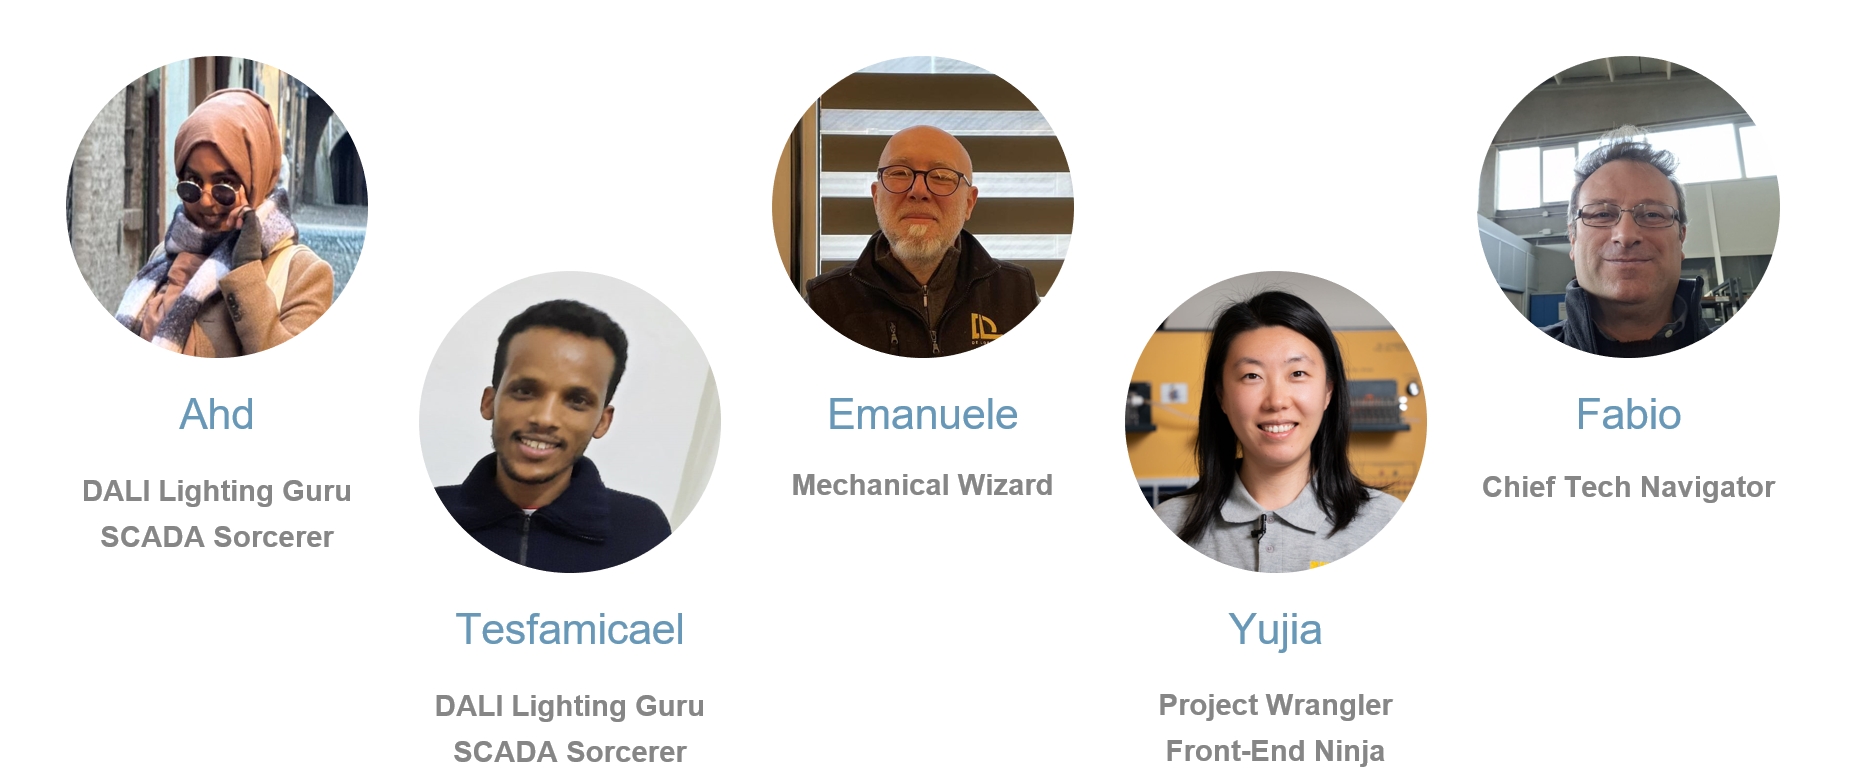 Ahd
DALI Lighting Guru
SCADA Sorcerer
Tesfamicael
DALI Lighting Guru
SCADA Sorcerer
Emanuele
Mechanical Wizard
Yujia
Project Wrangler
Front-End Ninja
Fabio
Chief Tech Navigator